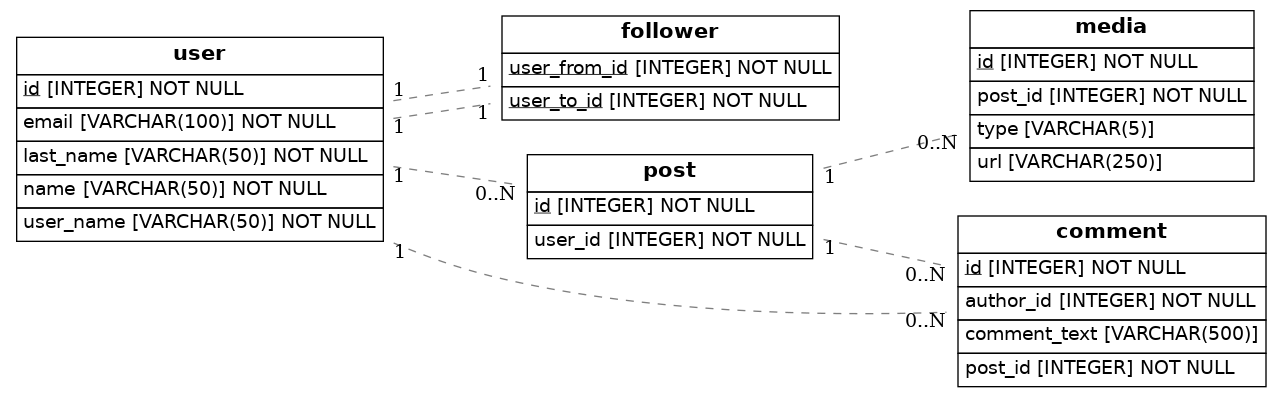 user
id [INTEGER] NOT NULL
email [VARCHAR(100)] NOT NULL
last_name [VARCHAR(50)] NOT NULL
name [VARCHAR(50)] NOT NULL
user_name [VARCHAR(50)] NOT NULL
1
1
1
1
follower
user_from_id [INTEGER] NOT NULL
user_to_id [INTEGER] NOT NULL
1
1
0..N
post
id [INTEGER] NOT NULL
user_id [INTEGER] NOT NULL
1
1
0..N
media
id [INTEGER] NOT NULL
post_id [INTEGER] NOT NULL
type [VARCHAR(5)]
url [VARCHAR(250)]
0..N
0..N
comment
id [INTEGER] NOT NULL
author_id [INTEGER] NOT NULL
comment_text [VARCHAR(500)]
post_id [INTEGER] NOT NULL